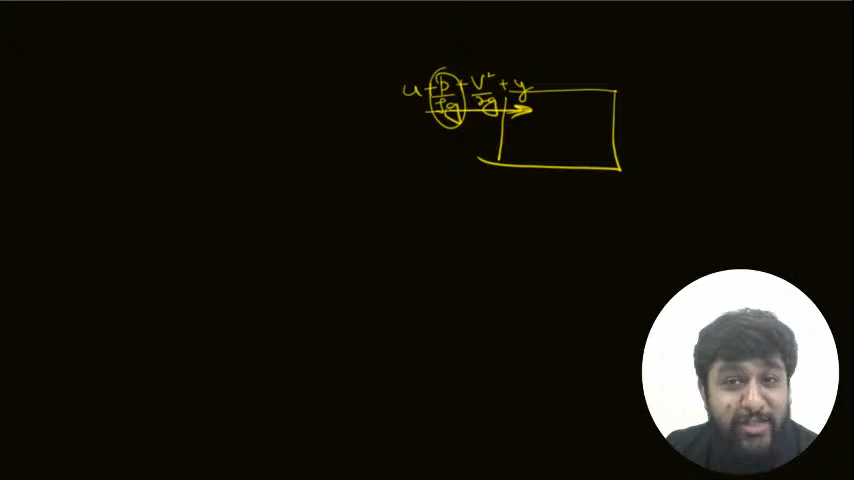 u + p/ρg + V²/2g + y